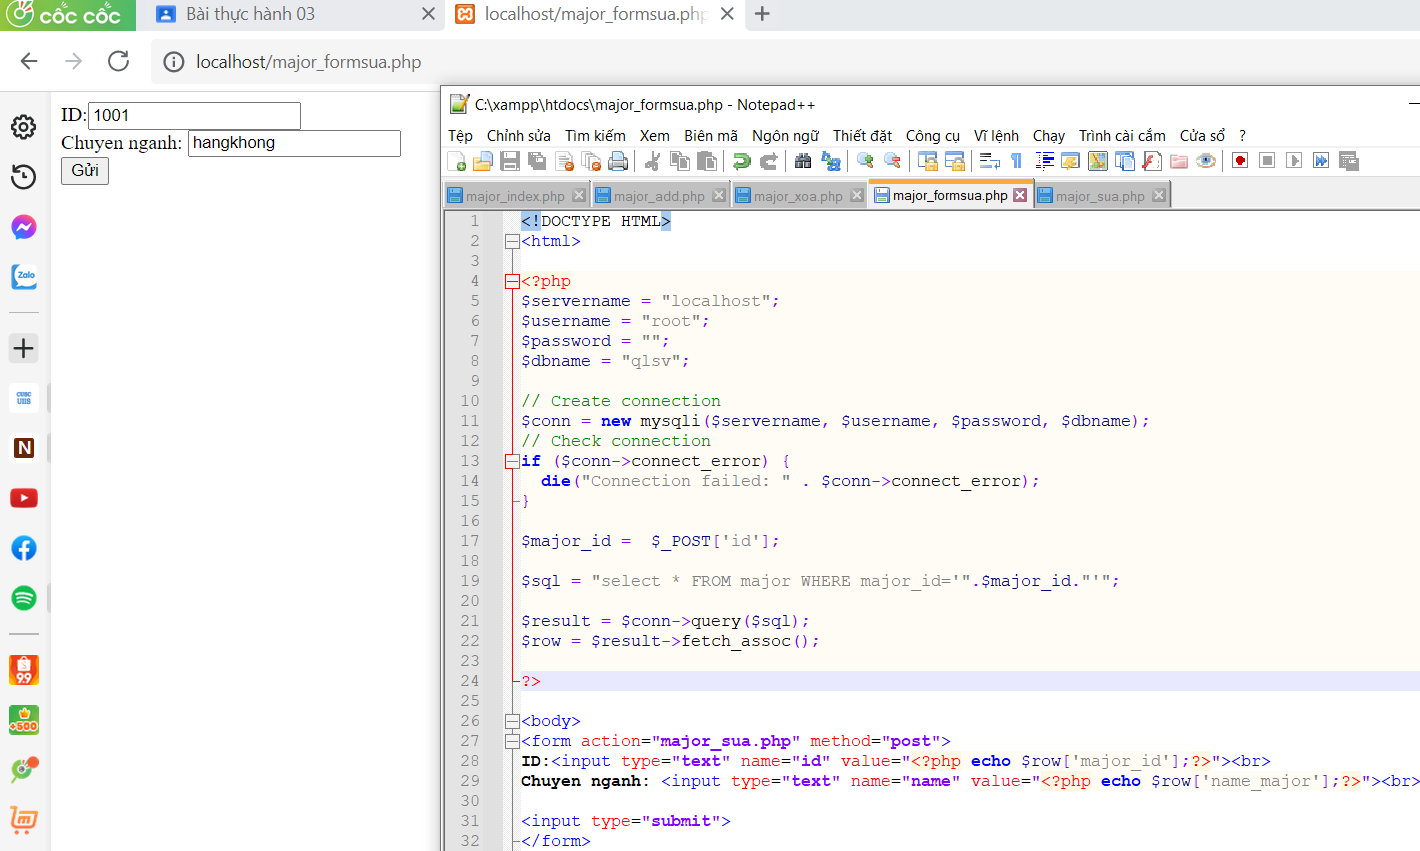 cốc cốc
Bài thực hành 03
localhost/major_formsua.php
localhost/major_formsua.php
ID: 1001
Chuyen nganh: hangkhong
Gửi
Zalo
CUSC
UUS
N
9.9
+500
C:\xampp\htdocs\major_formsua.php - Notepad++
Tệp Chỉnh sửa Tìm kiếm Xem Biên mã Ngôn ngữ Thiết đặt Công cụ Vĩ lệnh Chạy Trình cài cắm Cửa sổ ?
major_index.php major_add.php major_xoa.php major_formsua.php major_sua.php
1 <!DOCTYPE HTML>
2 <html>
3
4 <?php
5 $servername = "localhost";
6 $username = "root";
7 $password = "";
8 $dbname = "qlsv";
9
10 // Create connection
11 $conn = new mysqli($servername, $username, $password, $dbname);
12 // Check connection
13 if ($conn->connect_error) {
14 die("Connection failed: " . $conn->connect_error);
15 }
16
17 $major_id =  $_POST['id'];
18
19 $sql = "select * FROM major WHERE major_id='".$major_id."'";
20
21 $result = $conn->query($sql);
22 $row = $result->fetch_assoc();
23
24 ?>
25
26 <body>
27 <form action="major_sua.php" method="post">
28 ID:<input type="text" name="id" value="<?php echo $row['major_id'];?>"><br>
29 Chuyen nganh: <input type="text" name="name" value="<?php echo $row['name_major'];?>"><br>
30
31 <input type="submit">
32 </form>